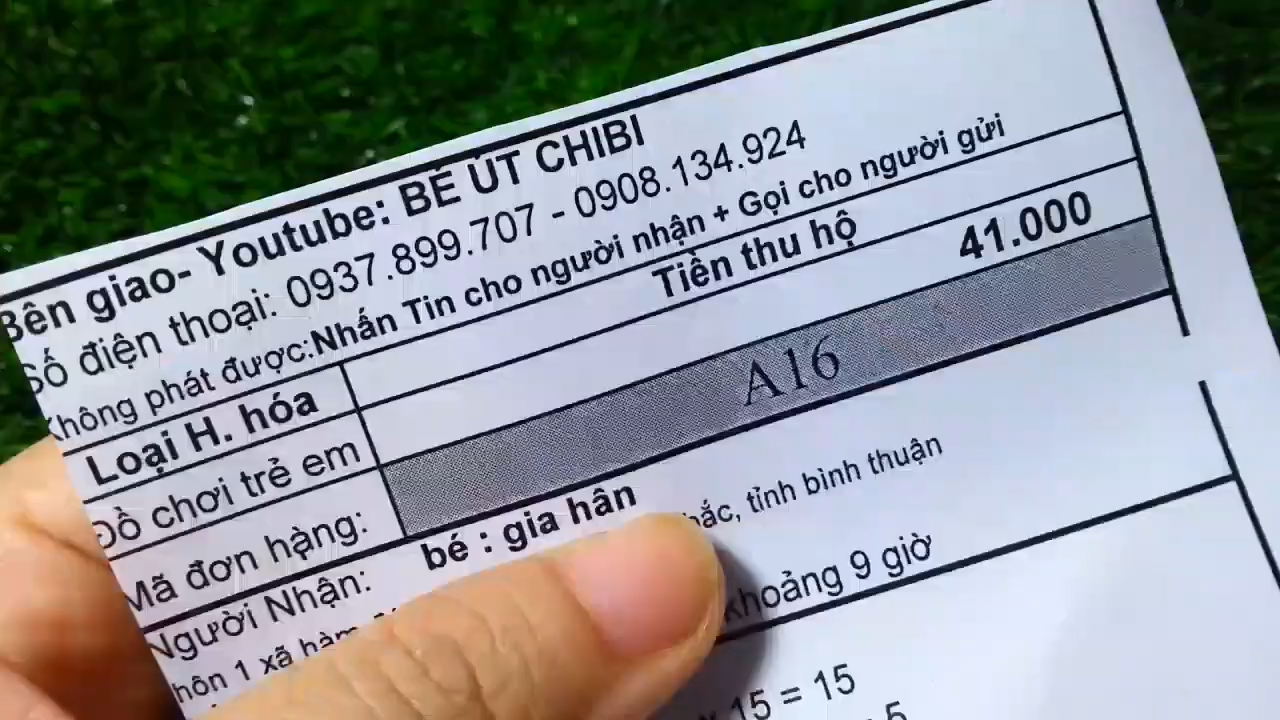 Bên giao- Youtube: BÉ ÚT CHIBI
Số điện thoại: 0937.899.707 - 0908.134.924
Không phát được:Nhấn Tin cho người nhận + Gọi cho người gửi
Loại H. hóa Tiền thu hộ 41.000
Đồ chơi trẻ em
Mã đơn hàng: A16
Người Nhận: bé : gia hân
thôn 1 xã hàm bắc, tỉnh bình thuận
khoảng 9 giờ
15 = 15
5